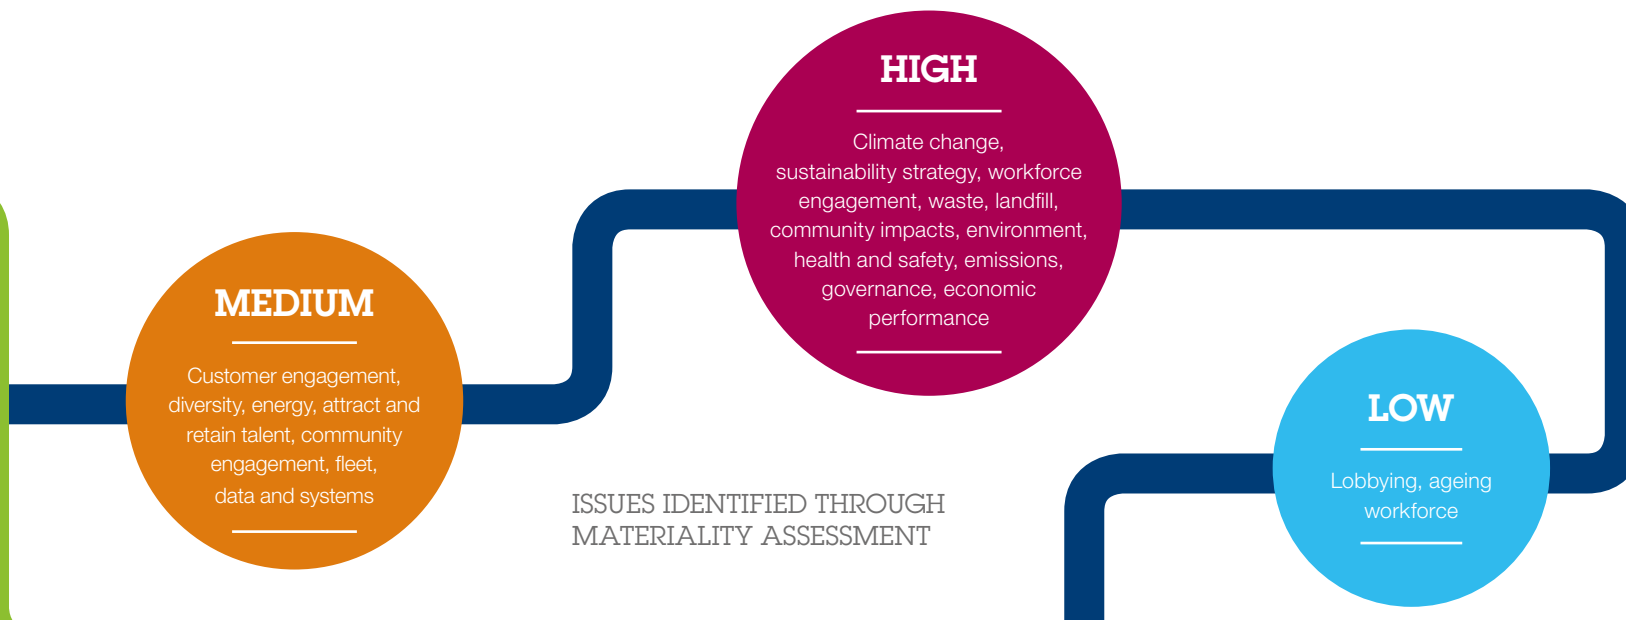 MEDIUM
Customer engagement,
diversity, energy, attract and
retain talent, community
engagement, fleet,
data and systems
HIGH
Climate change,
sustainability strategy, workforce
engagement, waste, landfill,
community impacts, environment,
health and safety, emissions,
governance, economic
performance
LOW
Lobbying, ageing
workforce
ISSUES IDENTIFIED THROUGH
MATERIALITY ASSESSMENT